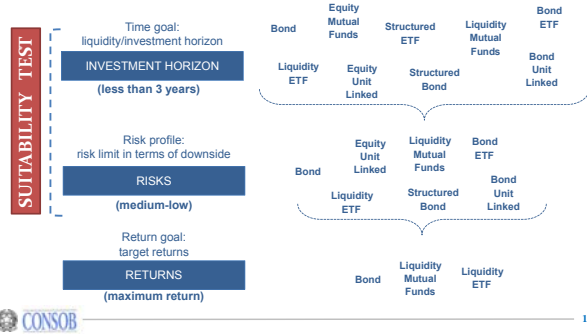 SUITABILITY TEST
Time goal:
liquidity/investment horizon
INVESTMENT HORIZON
(less than 3 years)
Bond
Equity
Mutual
Funds
Structured
ETF
Liquidity
Mutual
Funds
Bond
ETF
Liquidity
ETF
Equity
Unit
Linked
Structured
Bond
Bond
Unit
Linked
Risk profile:
risk limit in terms of downside
RISKS
(medium-low)
Bond
Equity
Unit
Linked
Liquidity
Mutual
Funds
Bond
ETF
Liquidity
ETF
Structured
Bond
Bond
Unit
Linked
Return goal:
target returns
RETURNS
(maximum return)
Bond
Liquidity
Mutual
Funds
Liquidity
ETF
CONSOB
1